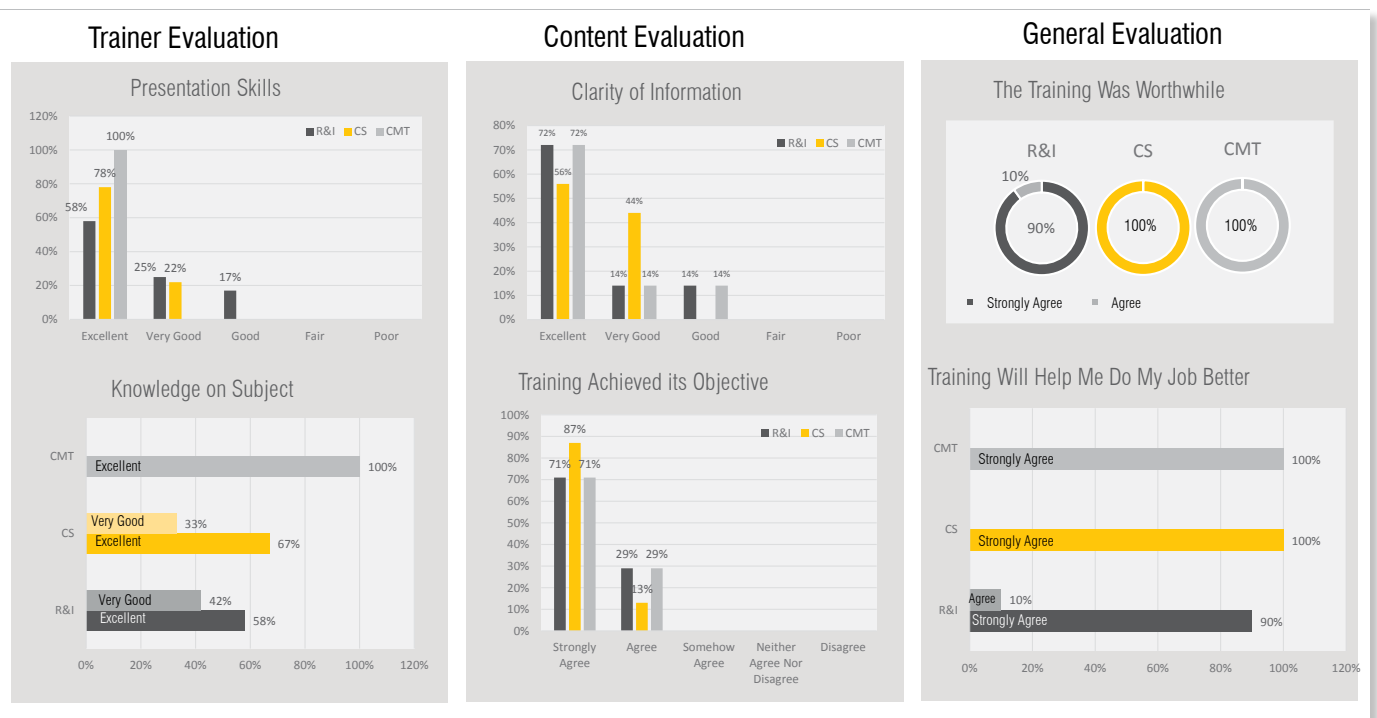 Trainer Evaluation
Presentation Skills
120%
100%
80%
60%
40%
20%
0%
R&I CS CMT
58%
78%
100%
25%
22%
17%
Excellent
Very Good
Good
Fair
Poor
Knowledge on Subject
CMT
Excellent
100%
CS
Very Good
33%
Excellent
67%
R&I
Very Good
42%
Excellent
58%
0% 20% 40% 60% 80% 100% 120%
Content Evaluation
Clarity of Information
80%
70%
60%
50%
40%
30%
20%
10%
0%
R&I CS CMT
72%
56%
72%
14%
44%
14%
14%
14%
Excellent
Very Good
Good
Fair
Poor
Training Achieved its Objective
100%
90%
80%
70%
60%
50%
40%
30%
20%
10%
0%
R&I CS CMT
71%
87%
71%
29%
13%
29%
Strongly
Agree
Agree
Somehow
Agree
Neither
Agree Nor
Disagree
Disagree
General Evaluation
The Training Was Worthwhile
R&I
CS
CMT
10%
90%
100%
100%
Strongly Agree
Agree
Training Will Help Me Do My Job Better
CMT
Strongly Agree
100%
CS
Strongly Agree
100%
R&I
Agree
10%
Strongly Agree
90%
0% 20% 40% 60% 80% 100% 120%